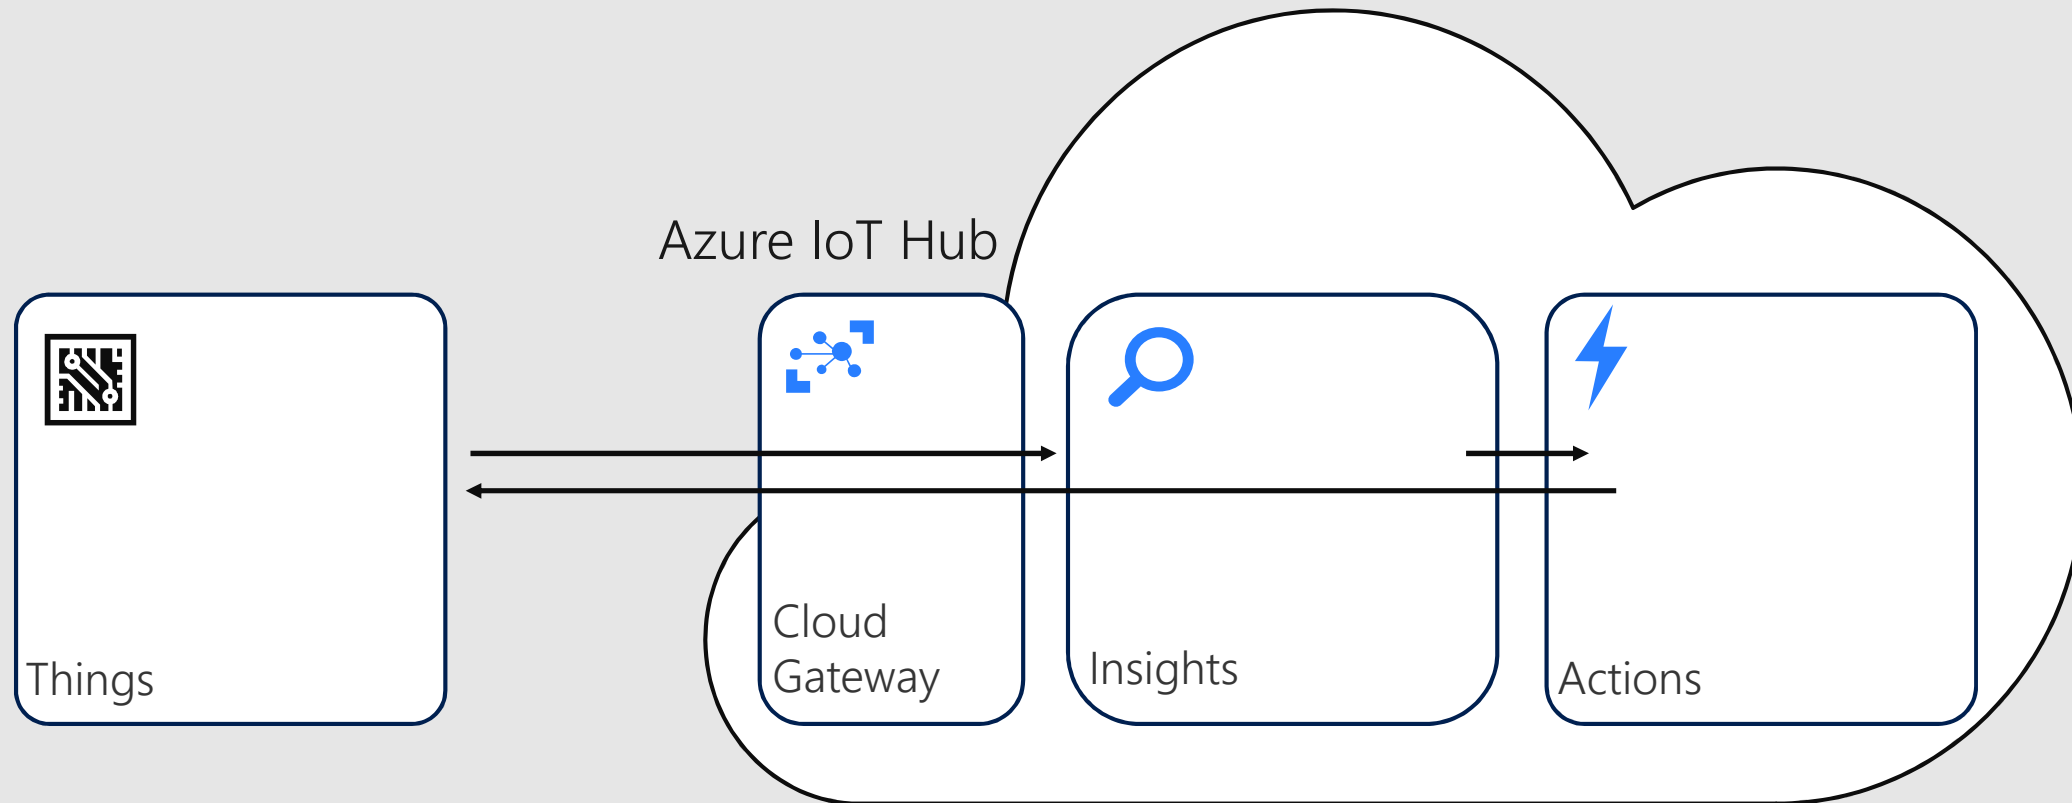 Azure IoT Hub
Things
Cloud
Gateway
Insights
Actions